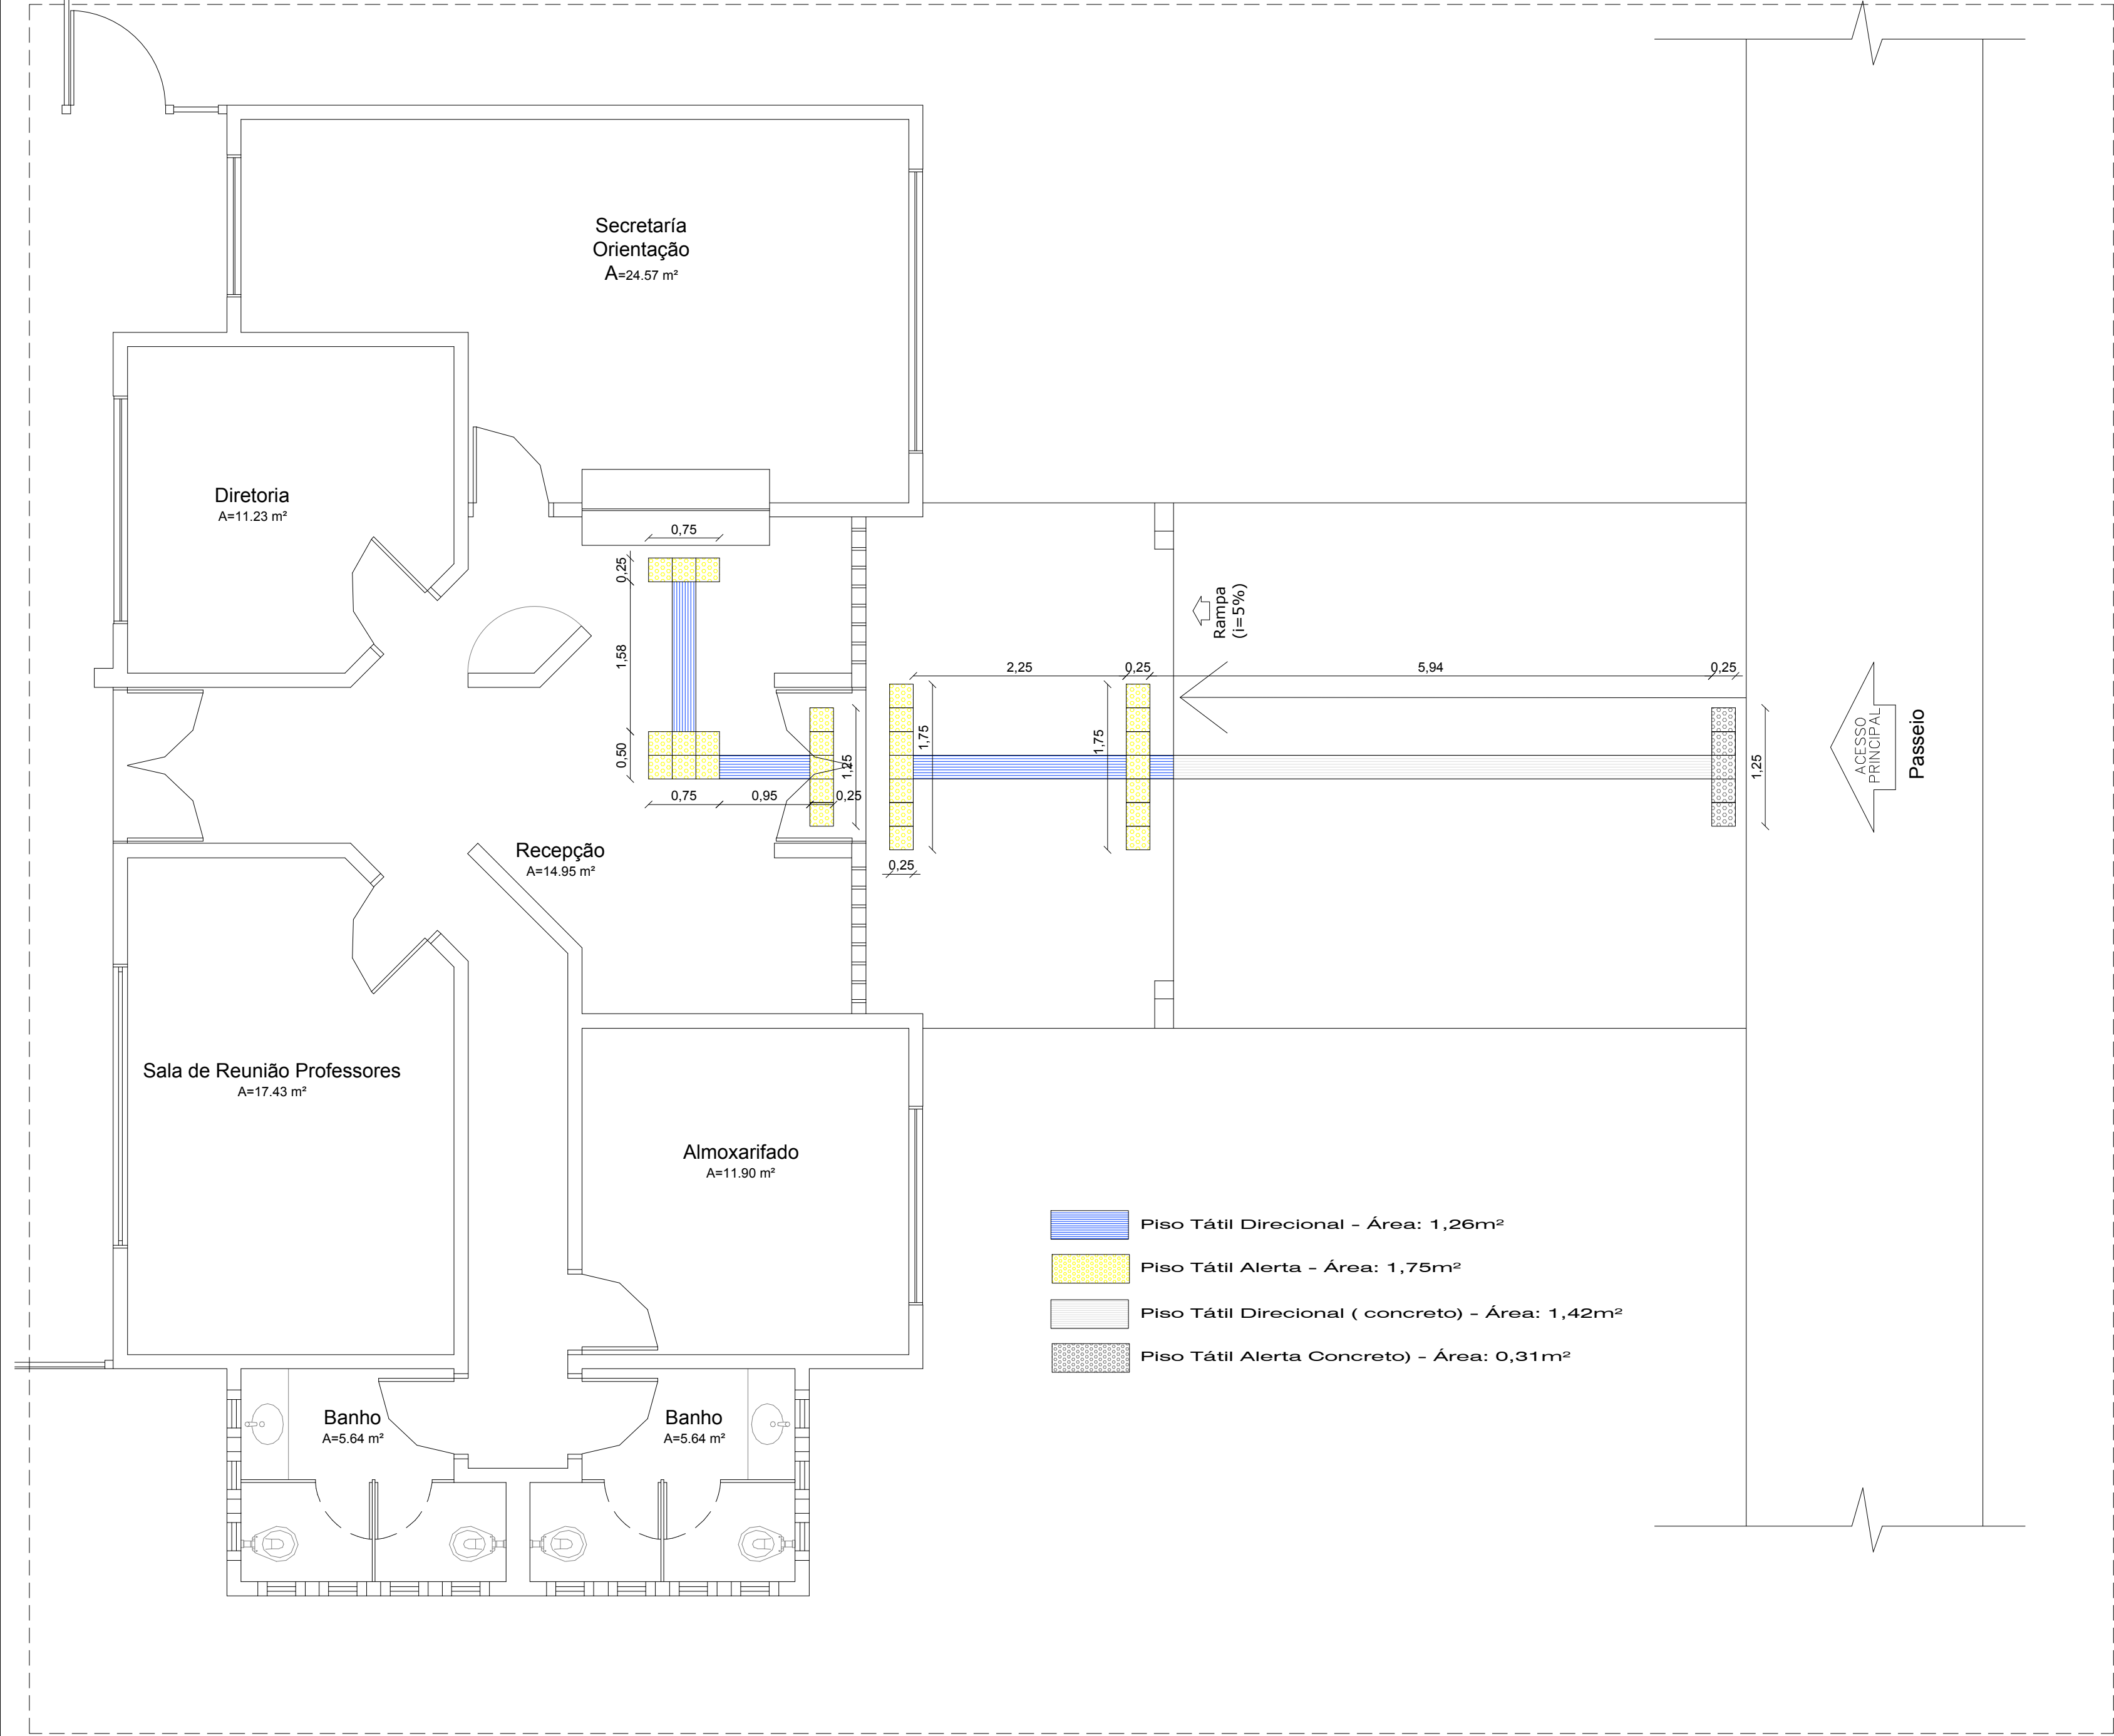 Secretaría
Orientação
A=24.57 m²
Diretoria
A=11.23 m²
0,75
0,25
1,58
0,50
0,75
0,95
0,25
1,25
1,75
0,25
2,25
0,25
1,75
5,94
0,25
1,25
Rampa
(i=5%)
ACESSO
PRINCIPAL
Passeio
Recepção
A=14.95 m²
Sala de Reunião Professores
A=17.43 m²
Almoxarifado
A=11.90 m²
Piso Tátil Direcional - Área: 1,26m²
Piso Tátil Alerta - Área: 1,75m²
Piso Tátil Direcional ( concreto) - Área: 1,42m²
Piso Tátil Alerta Concreto) - Área: 0,31m²
Banho
A=5.64 m²
Banho
A=5.64 m²